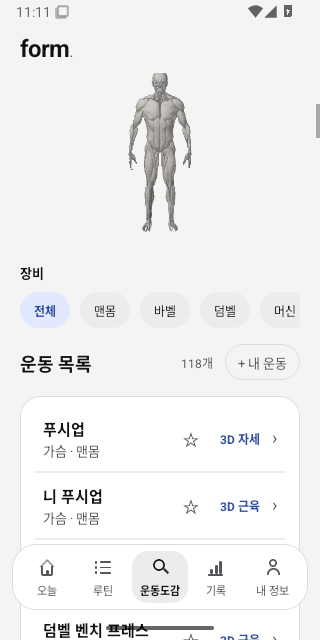 11:11
form.
장비
전체 맨몸 바벨 덤벨 머신
운동 목록 118개 + 내 운동
푸시업
가슴 · 맨몸
☆ 3D 자세 ›
니 푸시업
가슴 · 맨몸
☆ 3D 근육 ›
오늘 루틴 운동도감 기록 내 정보
덤벨 벤치 프레스
3D 근육 ›